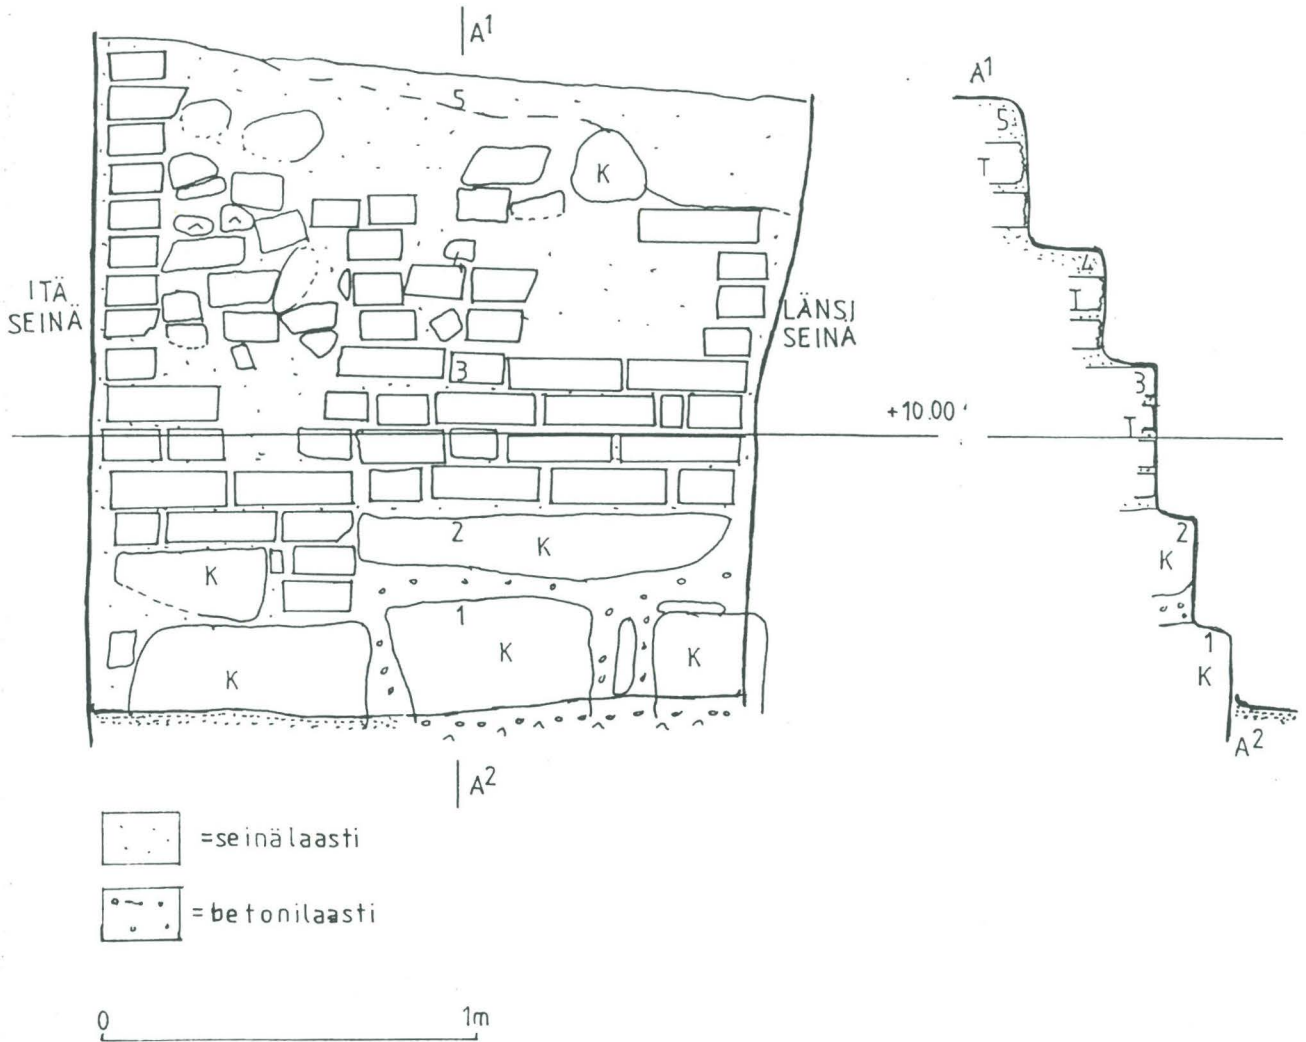 A1
A1
5
5
K
T
4
ITÄ
SEINÄ
LÄNSI
SEINÄ
T
3
3
+10.00
T
2
K
2
K
K
1
K
K
K
1
K
A2
A2
=seinälaasti
=betonilaasti
0 1m